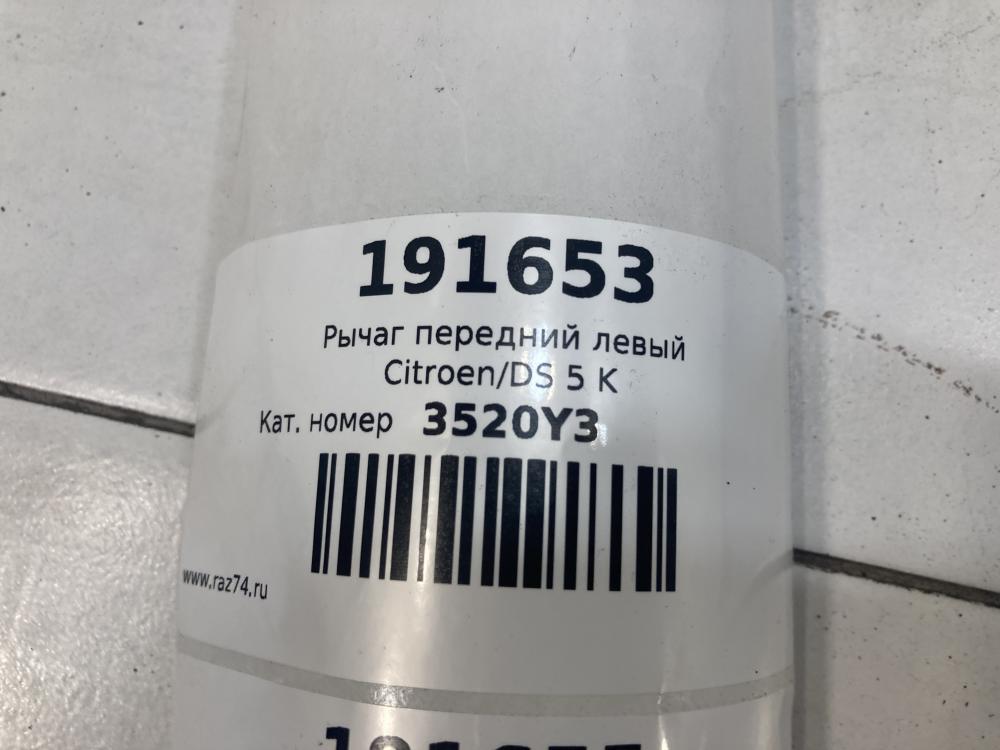 191653
Рычаг передний левый
Citroen/DS 5 K
Кат. номер 3520Y3
www.raz74.ru